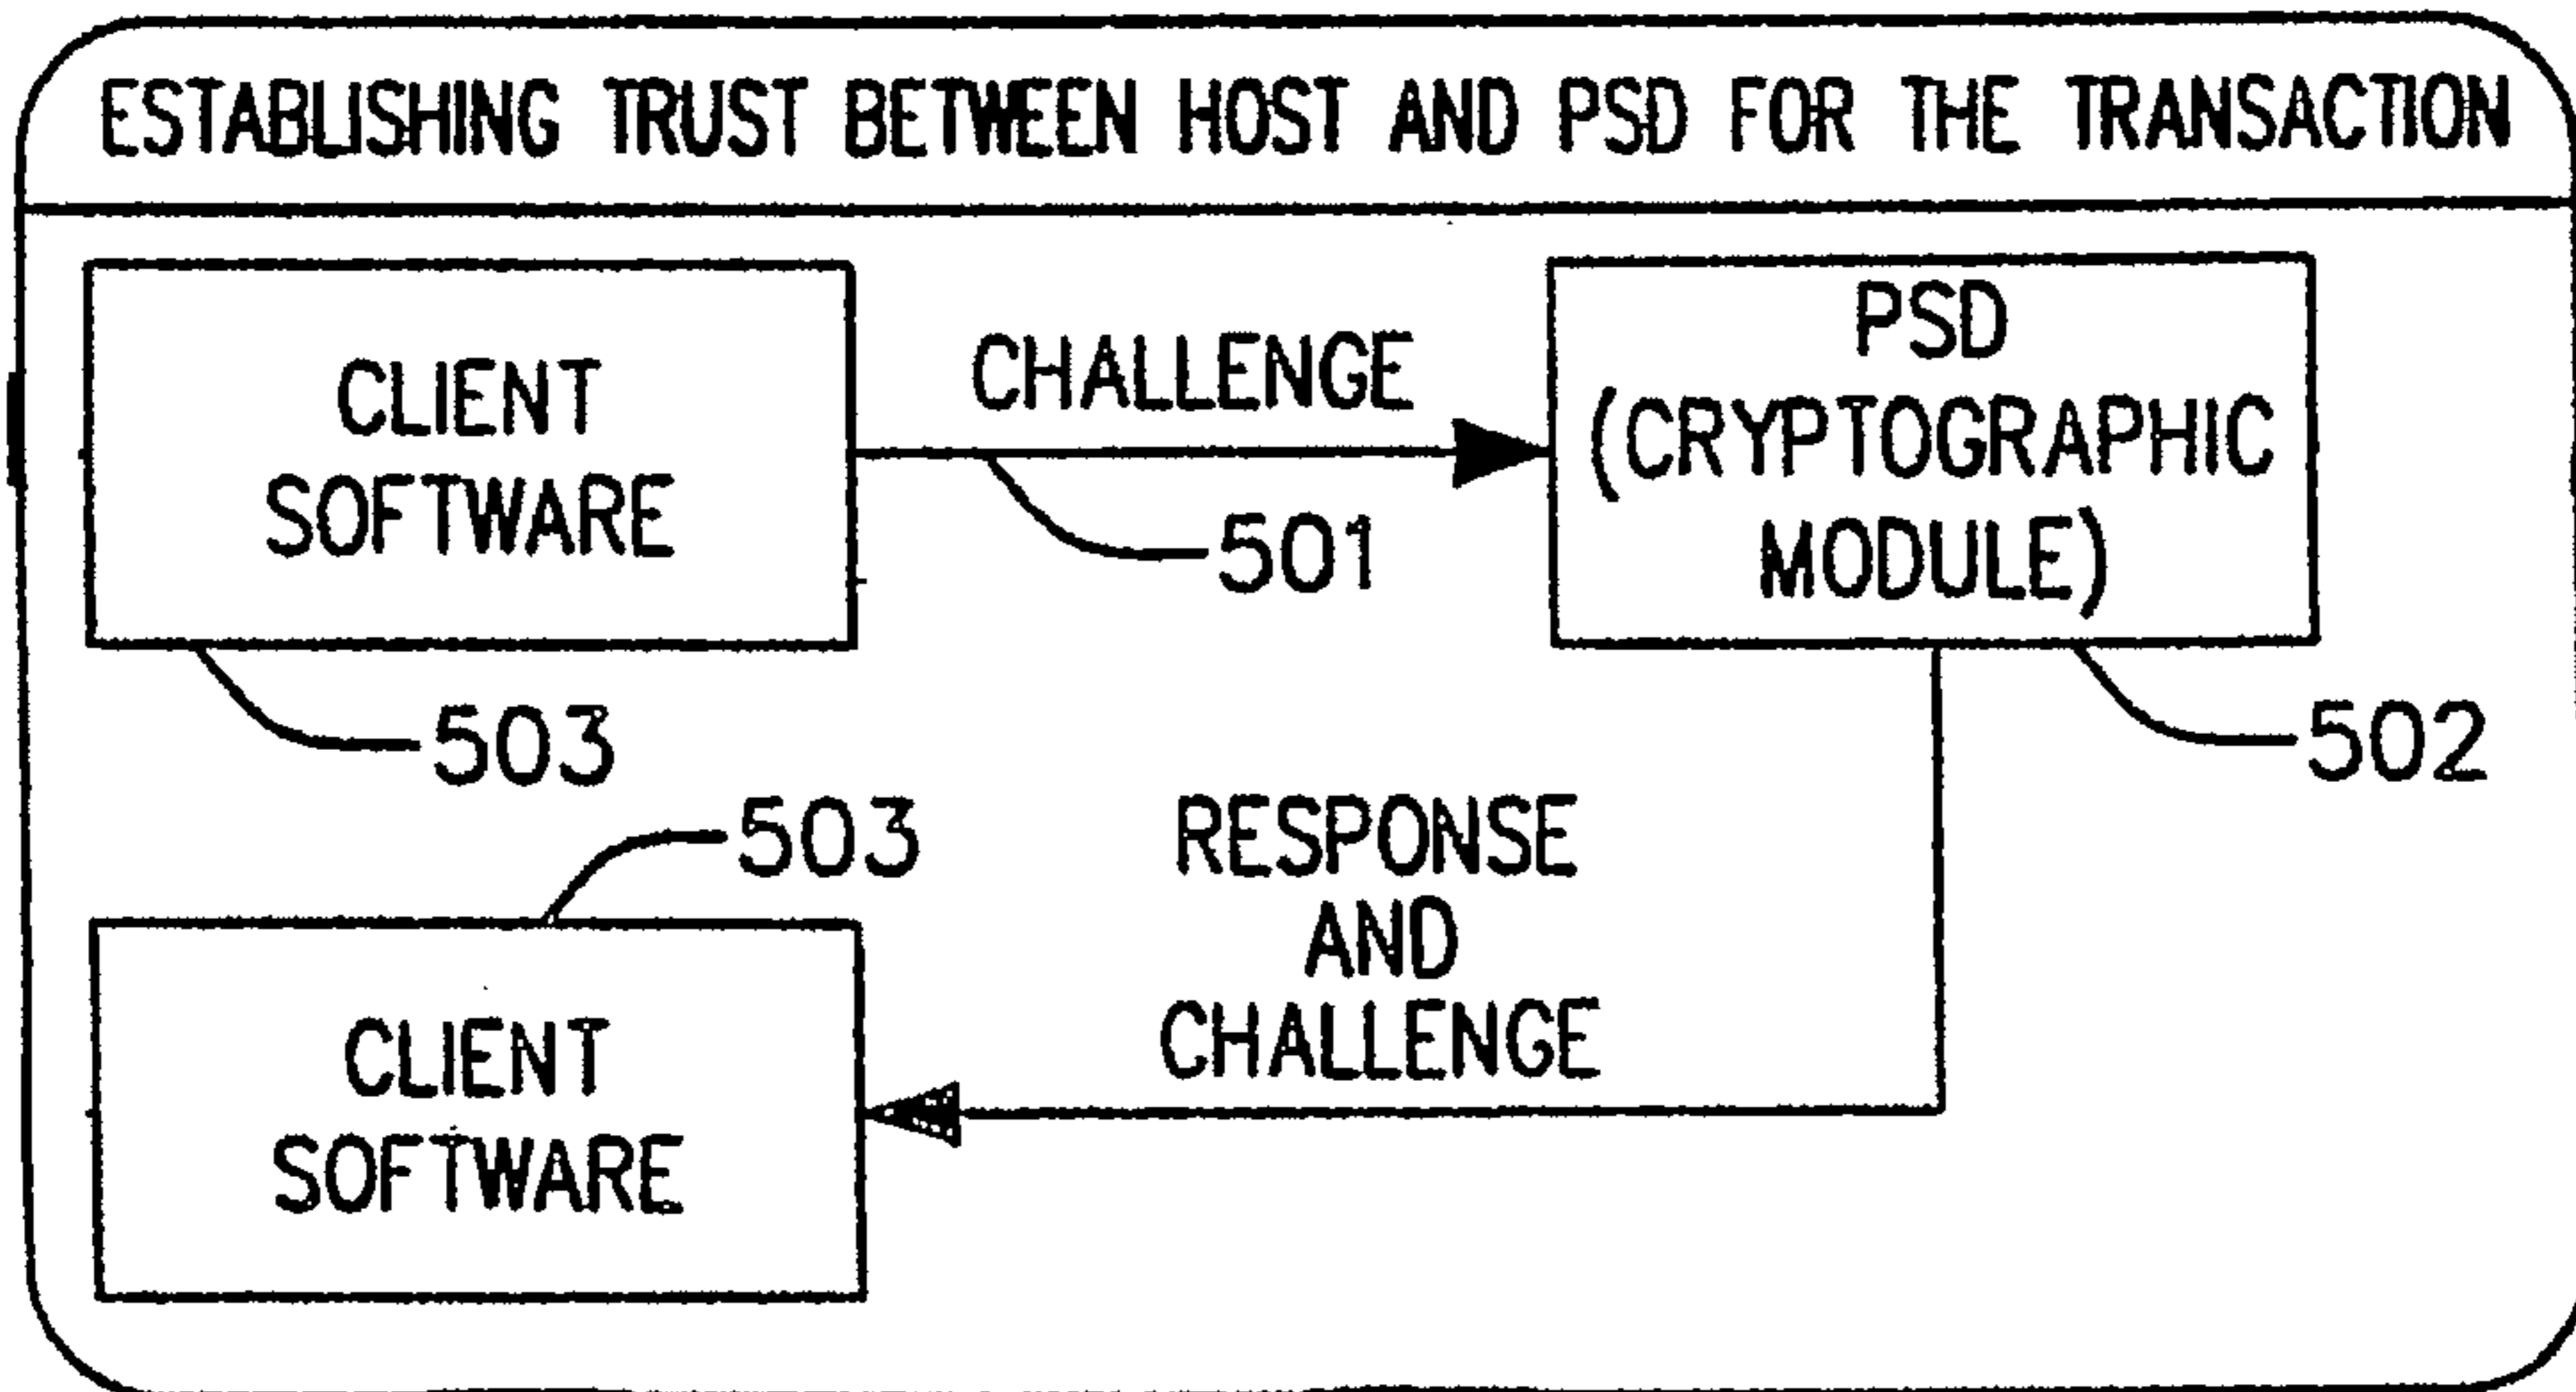 ESTABLISHING TRUST BETWEEN HOST AND PSD FOR THE TRANSACTION
CLIENT
SOFTWARE
CHALLENGE
501
PSD
(CRYPTOGRAPHIC
MODULE)
503
502
503
RESPONSE
AND
CHALLENGE
CLIENT
SOFTWARE